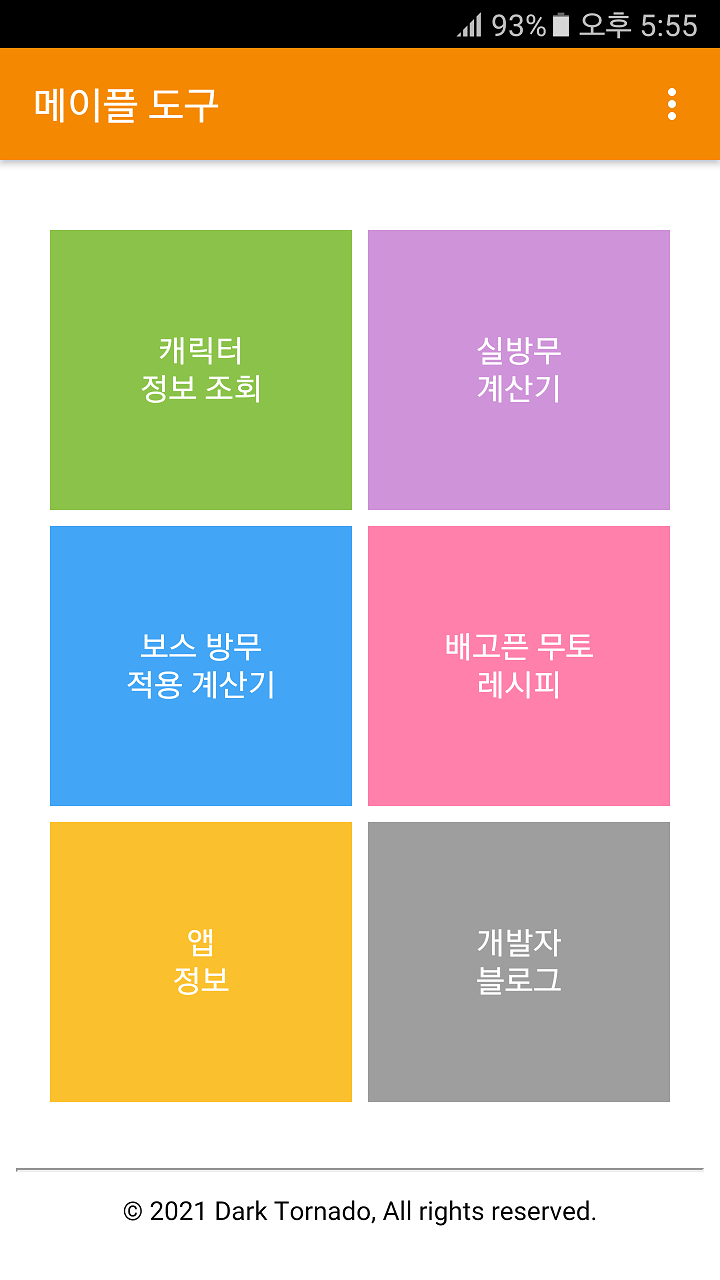 93% 오후 5:55
메이플 도구
캐릭터
정보 조회
실방무
계산기
보스 방무
적용 계산기
배고픈 무토
레시피
앱
정보
개발자
블로그
© 2021 Dark Tornado, All rights reserved.